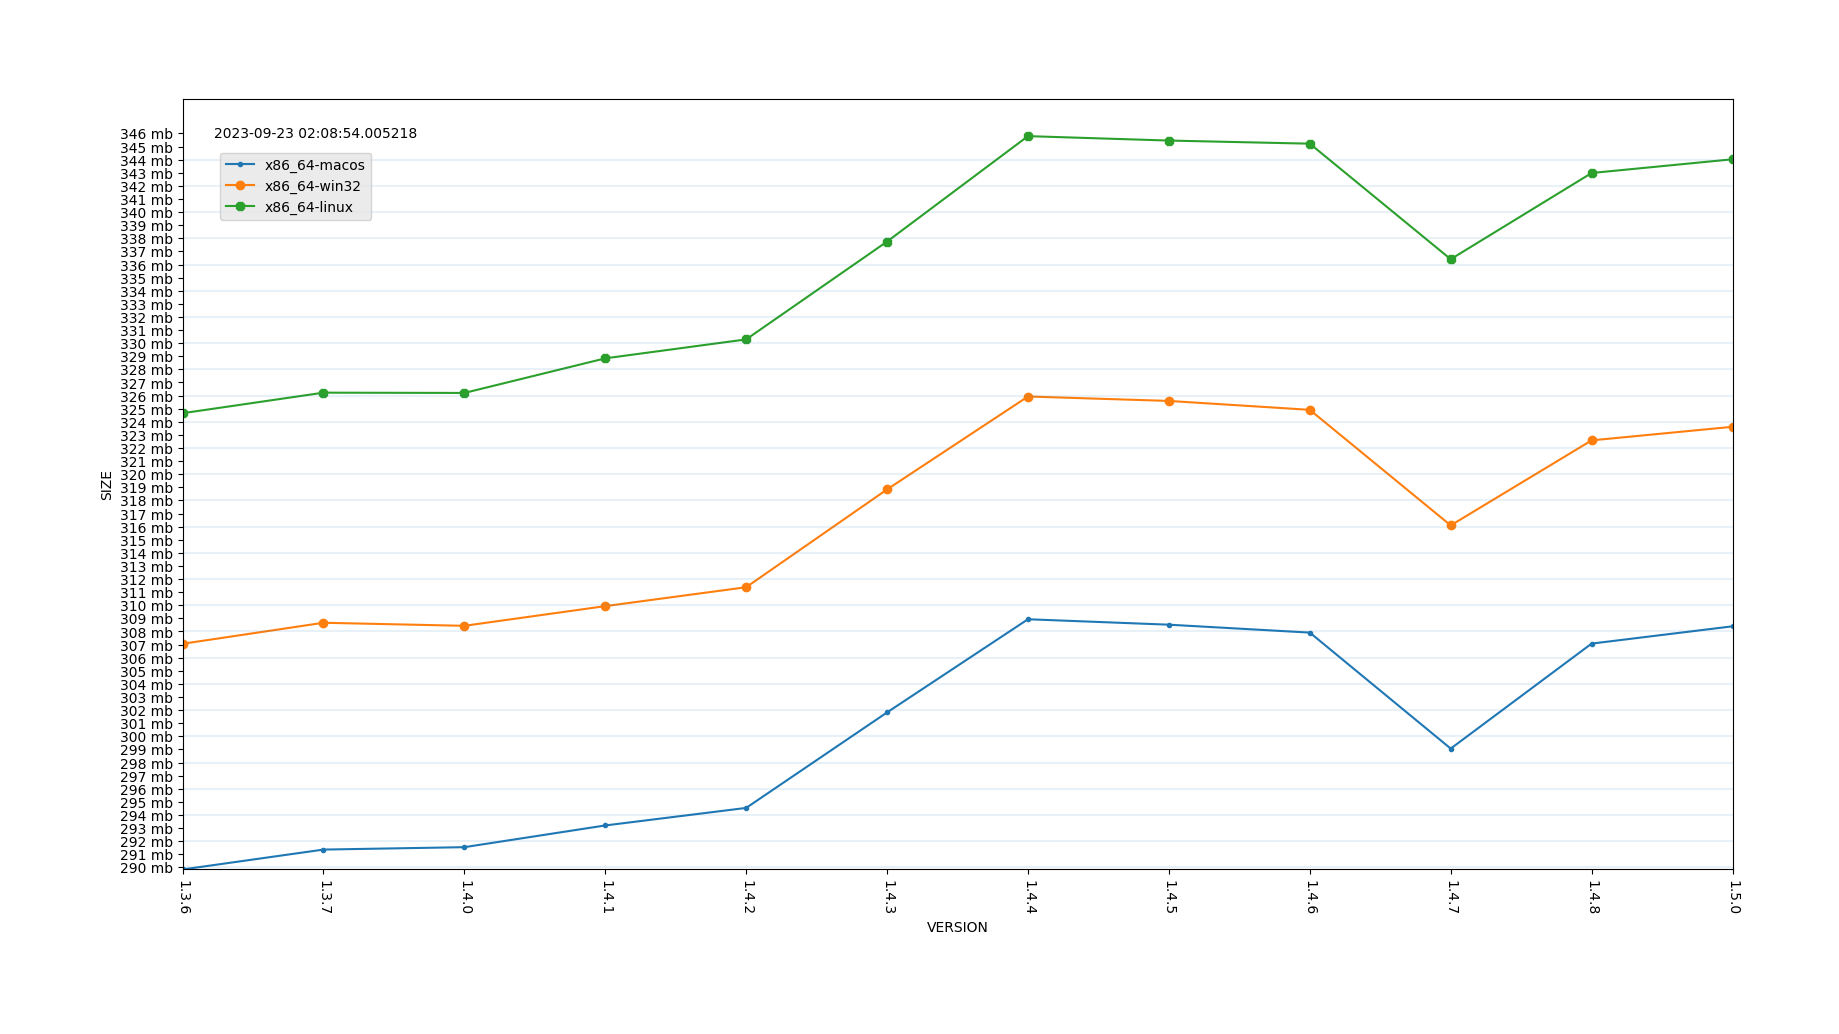 2023-09-23 02:08:54.005218
x86_64-macos
x86_64-win32
x86_64-linux
346 mb
345 mb
344 mb
343 mb
342 mb
341 mb
340 mb
339 mb
338 mb
337 mb
336 mb
335 mb
334 mb
333 mb
332 mb
331 mb
330 mb
329 mb
328 mb
327 mb
326 mb
325 mb
324 mb
323 mb
322 mb
321 mb
320 mb
319 mb
318 mb
317 mb
316 mb
315 mb
314 mb
313 mb
312 mb
311 mb
310 mb
309 mb
308 mb
307 mb
306 mb
305 mb
304 mb
303 mb
302 mb
301 mb
300 mb
299 mb
298 mb
297 mb
296 mb
295 mb
294 mb
293 mb
292 mb
291 mb
290 mb
SIZE
1.3.6
1.3.7
1.4.0
1.4.1
1.4.2
1.4.3
1.4.4
1.4.5
1.4.6
1.4.7
1.4.8
1.5.0
VERSION